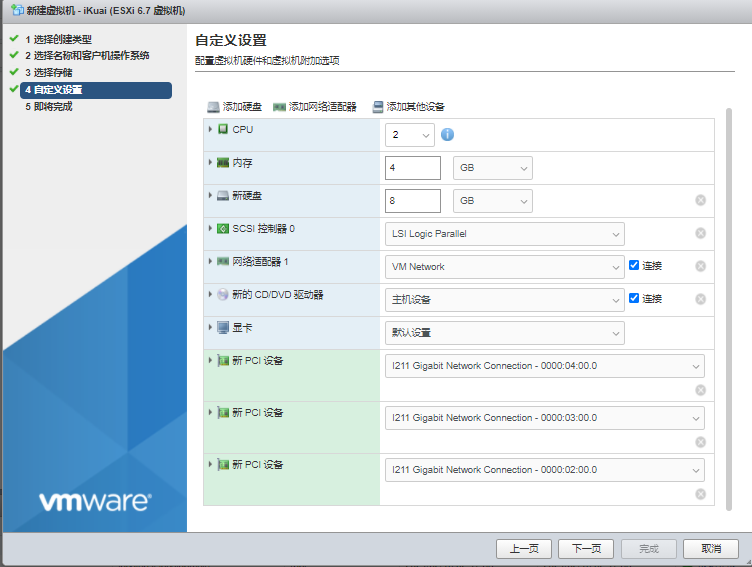 新建虚拟机 - iKuai (ESXi 6.7 虚拟机)
1 选择创建类型
2 选择名称和客户机操作系统
3 选择存储
4 自定义设置
5 即将完成
自定义设置
配置虚拟机硬件和虚拟机附加选项
添加硬盘 添加网络适配器 添加其他设备
CPU 2
内存 4 GB
新硬盘 8 GB
SCSI 控制器 0 LSI Logic Parallel
网络适配器 1 VM Network 连接
新的 CD/DVD 驱动器 主机设备 连接
显卡 默认设置
新 PCI 设备 I211 Gigabit Network Connection - 0000:04:00.0
新 PCI 设备 I211 Gigabit Network Connection - 0000:03:00.0
新 PCI 设备 I211 Gigabit Network Connection - 0000:02:00.0
vmware®
上一页 下一页 完成 取消